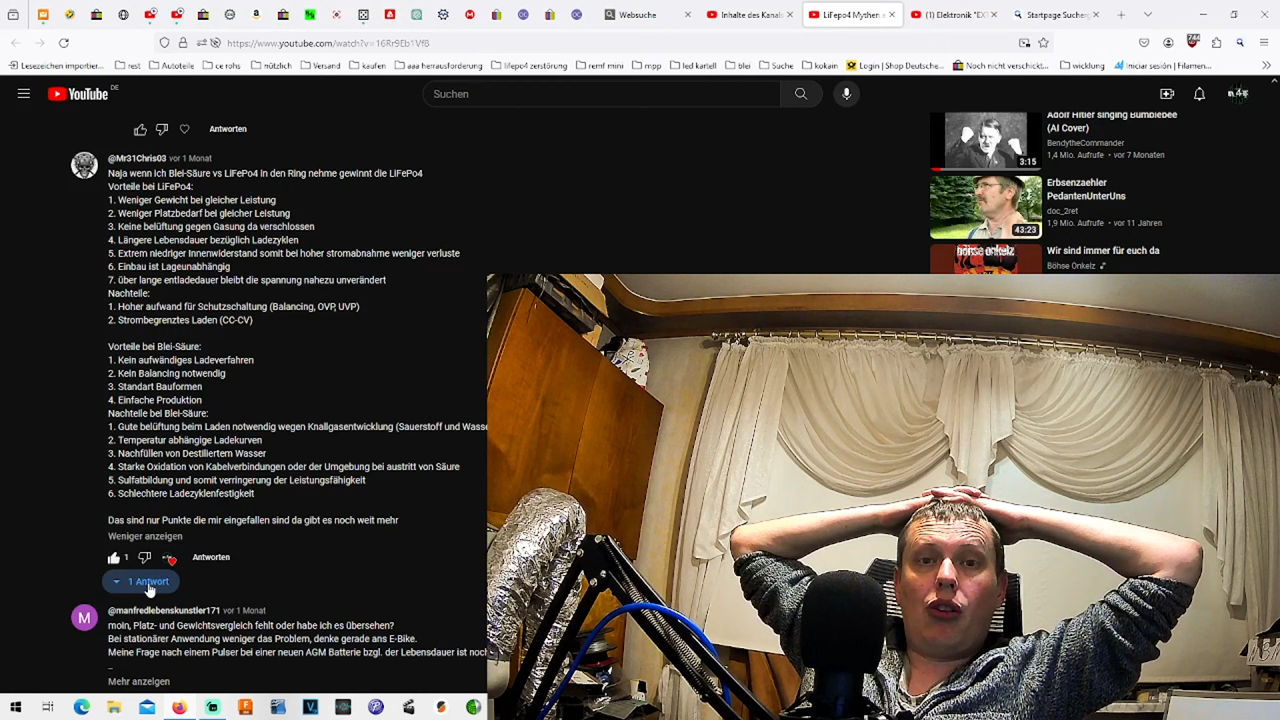 Websuche
Inhalte des Kanals
LiFepo4 Mythen e
(1) Elektronik "EXT
Startpage Sucher
https://www.youtube.com/watch?v=16Rr9Eb1Vf8
Lesezeichen importier...
rest
Autoteile
ce rohs
nützlich
Versand
kaufen
aaa herrausforderung
lifepo4 zerstörung
remf mini
mpp
led kartell
blei
Suche
kokain
Login | Shop Deutsche...
Noch nicht verschickt...
wicklung
Iniciar sesión | Filamen...
YouTube DE
Suchen
Antworten
@Mr31Chris03 vor 1 Monat
Naja wenn ich Blei-Säure vs LiFePo4 in den Ring nehme gewinnt die LiFePo4
Vorteile bei LiFePo4:
1. Weniger Gewicht bei gleicher Leistung
2. Weniger Platzbedarf bei gleicher Leistung
3. Keine belüftung gegen Gasung da verschlossen
4. Längere Lebensdauer bezüglich Ladezyklen
5. Extrem niedriger Innenwiderstand somit bei hoher stromabnahme weniger verluste
6. Einbau ist Lageunabhängig
7. über lange entladedauer bleibt die spannung nahezu unverändert
Nachteile:
1. Hoher aufwand für Schutzschaltung (Balancing, OVP, UVP)
2. Strombegrenztes Laden (CC-CV)
Vorteile bei Blei-Säure:
1. Kein aufwändiges Ladeverfahren
2. Kein Balancing notwendig
3. Standart Bauformen
4. Einfache Produktion
Nachteile bei Blei-Säure:
1. Gute belüftung beim Laden notwendig wegen Knallgasentwicklung (Sauerstoff und Wasse
2. Temperatur abhängige Ladekurven
3. Nachfüllen von Destilliertem Wasser
4. Starke Oxidation von Kabelverbindungen oder der Umgebung bei austritt von Säure
5. Sulfatbildung und somit verringerung der Leistungsfähigkeit
6. Schlechtere Ladezyklenfestigkeit
Das sind nur Punkte die mir eingefallen sind da gibt es noch weit mehr
Weniger anzeigen
1
Antworten
1 Antwort
M
@manfredlebenskunstler171 vor 1 Monat
moin, Platz- und Gewichtsvergleich fehlt oder habe ich es übersehen?
Bei stationärer Anwendung weniger das Problem, denke gerade ans E-Bike.
Meine Frage nach einem Pulser bei einer neuen AGM Batterie bzgl. der Lebensdauer ist noch
...
Mehr anzeigen
Adolf Hitler singing Bumblebee
(AI Cover)
BendytheCommander
1,4 Mio. Aufrufe • vor 7 Monaten
3:15
Erbsenzaehler
PedantenUnterUns
doc_2ret
1,9 Mio. Aufrufe • vor 11 Jahren
43:23
Wir sind immer für euch da
Böhse Onkelz
böhse onkelz